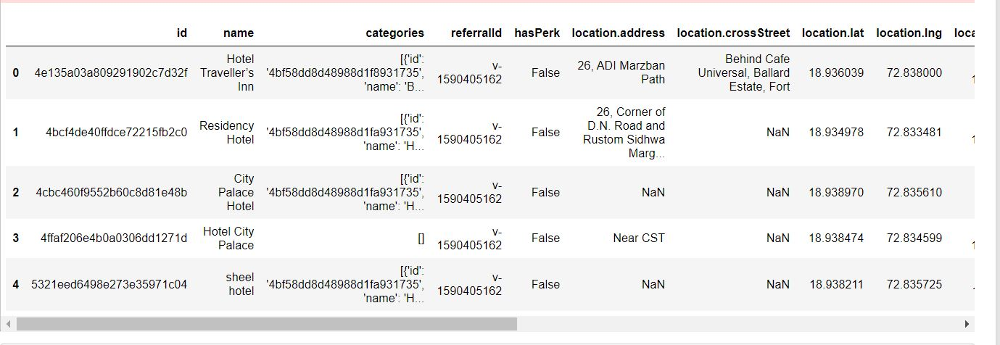 id name categories referralId hasPerk location.address location.crossStreet location.lat location.lng loca
0 4e135a03a809291902c7d32f Hotel Traveller's Inn [{'id': '4bf58dd8d48988d1f8931735', 'name': 'B... v-1590405162 False 26, ADI Marzban Path Behind Cafe Universal, Ballard Estate, Fort 18.936039 72.838000
1 4bcf4de40ffdce72215fb2c0 Residency Hotel [{'id': '4bf58dd8d48988d1fa931735', 'name': 'H... v-1590405162 False 26, Corner of D.N. Road and Rustom Sidhwa Marg... NaN 18.934978 72.833481
2 4cbc460f9552b60c8d81e48b City Palace Hotel [{'id': '4bf58dd8d48988d1fa931735', 'name': 'H... v-1590405162 False NaN NaN 18.938970 72.835610
3 4ffaf206e4b0a0306dd1271d Hotel City Palace [] v-1590405162 False Near CST NaN 18.938474 72.834599
4 5321eed6498e273e35971c04 sheel hotel [{'id': '4bf58dd8d48988d1fa931735', 'name': 'H... v-1590405162 False NaN NaN 18.938211 72.835725